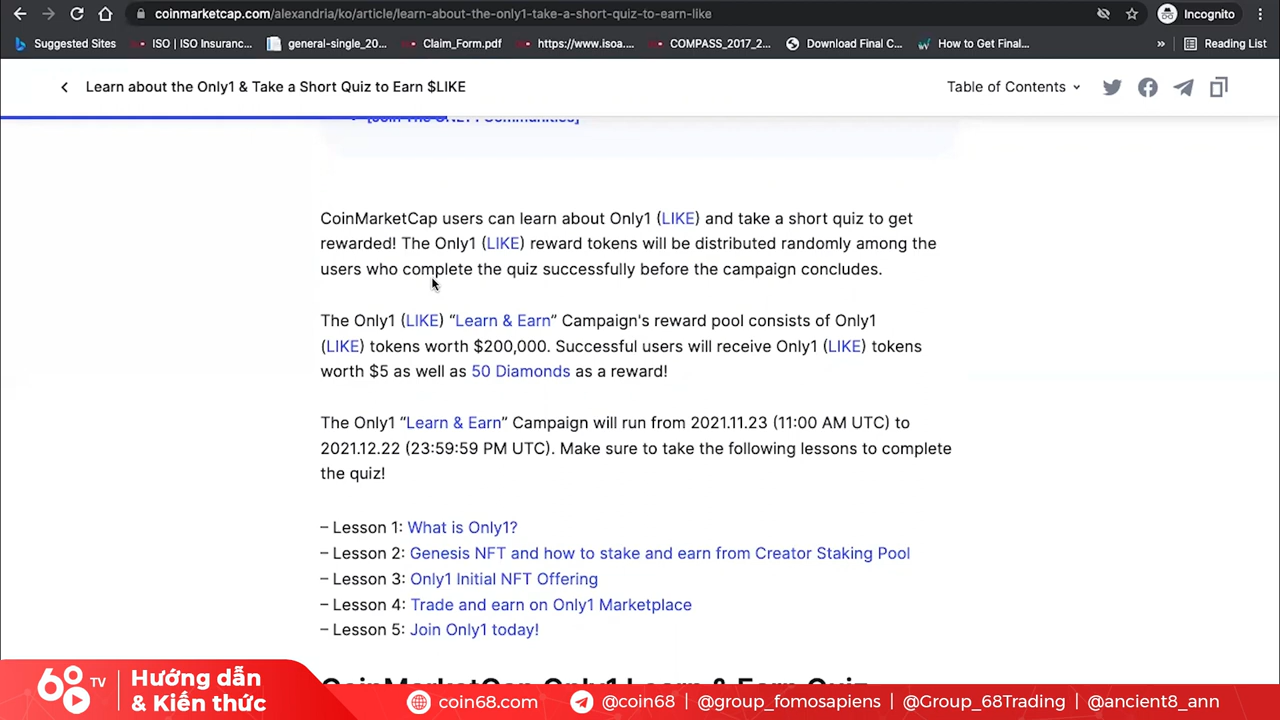 coinmarketcap.com/alexandria/ko/article/learn-about-the-only1-take-a-short-quiz-to-earn-like
Incognito
Suggested Sites
ISO | ISO Insuranc...
general-single_20...
Claim_Form.pdf
https://www.isoa....
COMPASS_2017_2...
Download Final C...
How to Get Final...
»
Reading List
Learn about the Only1 & Take a Short Quiz to Earn $LIKE
Table of Contents
[Join The ONLY1 Communities]
CoinMarketCap users can learn about Only1 (LIKE) and take a short quiz to get
rewarded! The Only1 (LIKE) reward tokens will be distributed randomly among the
users who complete the quiz successfully before the campaign concludes.
The Only1 (LIKE) “Learn & Earn” Campaign's reward pool consists of Only1
(LIKE) tokens worth $200,000. Successful users will receive Only1 (LIKE) tokens
worth $5 as well as 50 Diamonds as a reward!
The Only1 “Learn & Earn” Campaign will run from 2021.11.23 (11:00 AM UTC) to
2021.12.22 (23:59:59 PM UTC). Make sure to take the following lessons to complete
the quiz!
– Lesson 1: What is Only1?
– Lesson 2: Genesis NFT and how to stake and earn from Creator Staking Pool
– Lesson 3: Only1 Initial NFT Offering
– Lesson 4: Trade and earn on Only1 Marketplace
– Lesson 5: Join Only1 today!
CoinMarketCap Only1 Learn & Earn Quiz
68 TV
Hướng dẫn
& Kiến thức
coin68.com
@coin68 | @group_fomosapiens | @Group_68Trading | @ancient8_ann